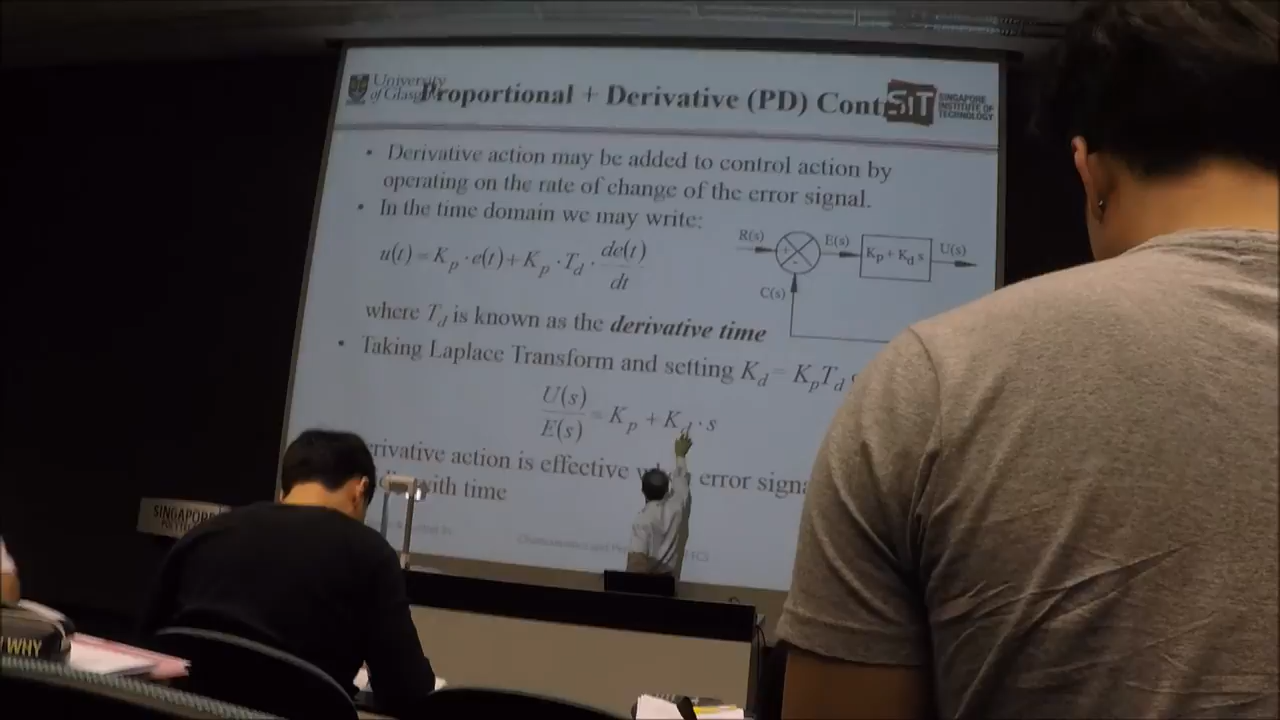 University
of Glasgow
Proportional + Derivative (PD) Cont
SiT
SINGAPORE
INSTITUTE OF
TECHNOLOGY
• Derivative action may be added to control action by
operating on the rate of change of the error signal.
• In the time domain we may write:
u(t) = K_p · e(t) + K_p · T_d · de(t)/dt
R(s)
+
-
E(s)
K_p + K_d s
U(s)
C(s)
where T_d is known as the derivative time
• Taking Laplace Transform and setting K_d = K_p T_d
U(s)/E(s) = K_p + K_d · s
rivative action is effective error signa
with time
SINGAPORE
WHY